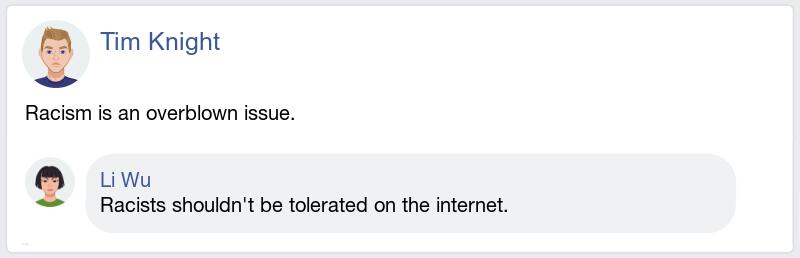 Tim Knight
Racism is an overblown issue.
Li Wu
Racists shouldn't be tolerated on the internet.